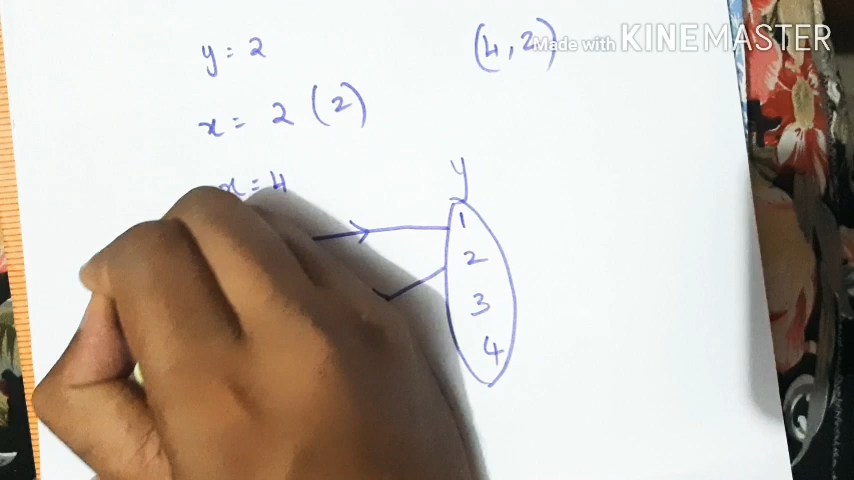 y = 2
(4, 2)
Made with KINEMASTER
x = 2 (2)
x = 4
y
1
2
3
4